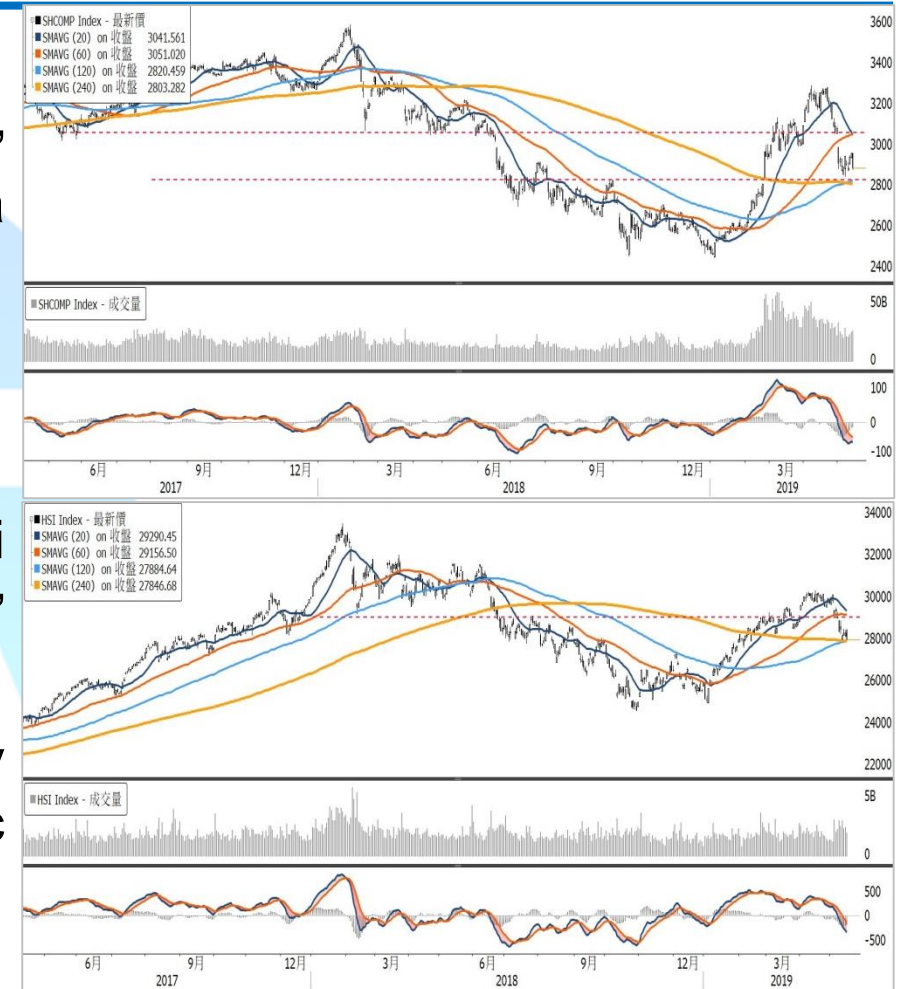 SHCOMP Index - 最新價
SMAVG (20) on 收盤 3041.561
SMAVG (60) on 收盤 3051.020
SMAVG (120) on 收盤 2820.459
SMAVG (240) on 收盤 2803.282
3600
3400
3200
3000
2800
2600
2400
SHCOMP Index - 成交量
50B
0
100
0
-100
6月 9月 12月 3月 6月 9月 12月 3月
2017 2018 2019
HSI Index - 最新價
SMAVG (20) on 收盤 29290.45
SMAVG (60) on 收盤 29156.50
SMAVG (120) on 收盤 27884.64
SMAVG (240) on 收盤 27846.68
34000
32000
30000
28000
26000
24000
22000
HSI Index - 成交量
5B
0
500
0
-500
6月 9月 12月 3月 6月 9月 12月 3月
2017 2018 2019